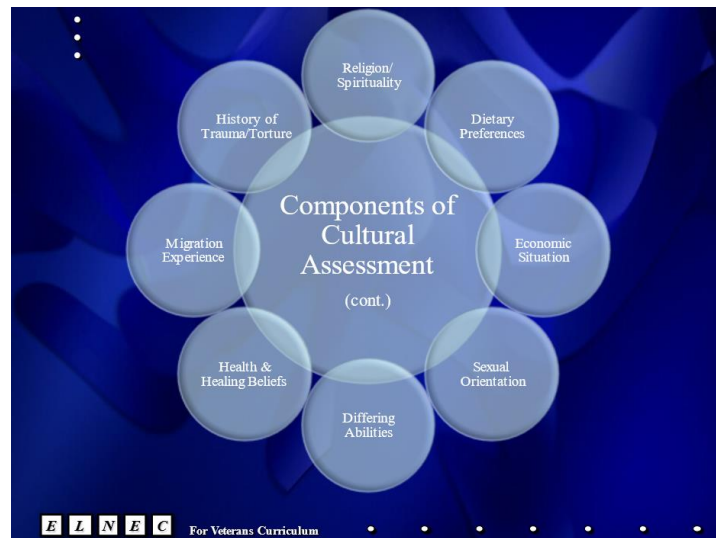 Religion/
Spirituality
History of
Trauma/Torture
Dietary
Preferences
Components of
Cultural
Assessment
(cont.)
Migration
Experience
Economic
Situation
Health &
Healing Beliefs
Sexual
Orientation
Differing
Abilities
E L N E C For Veterans Curriculum